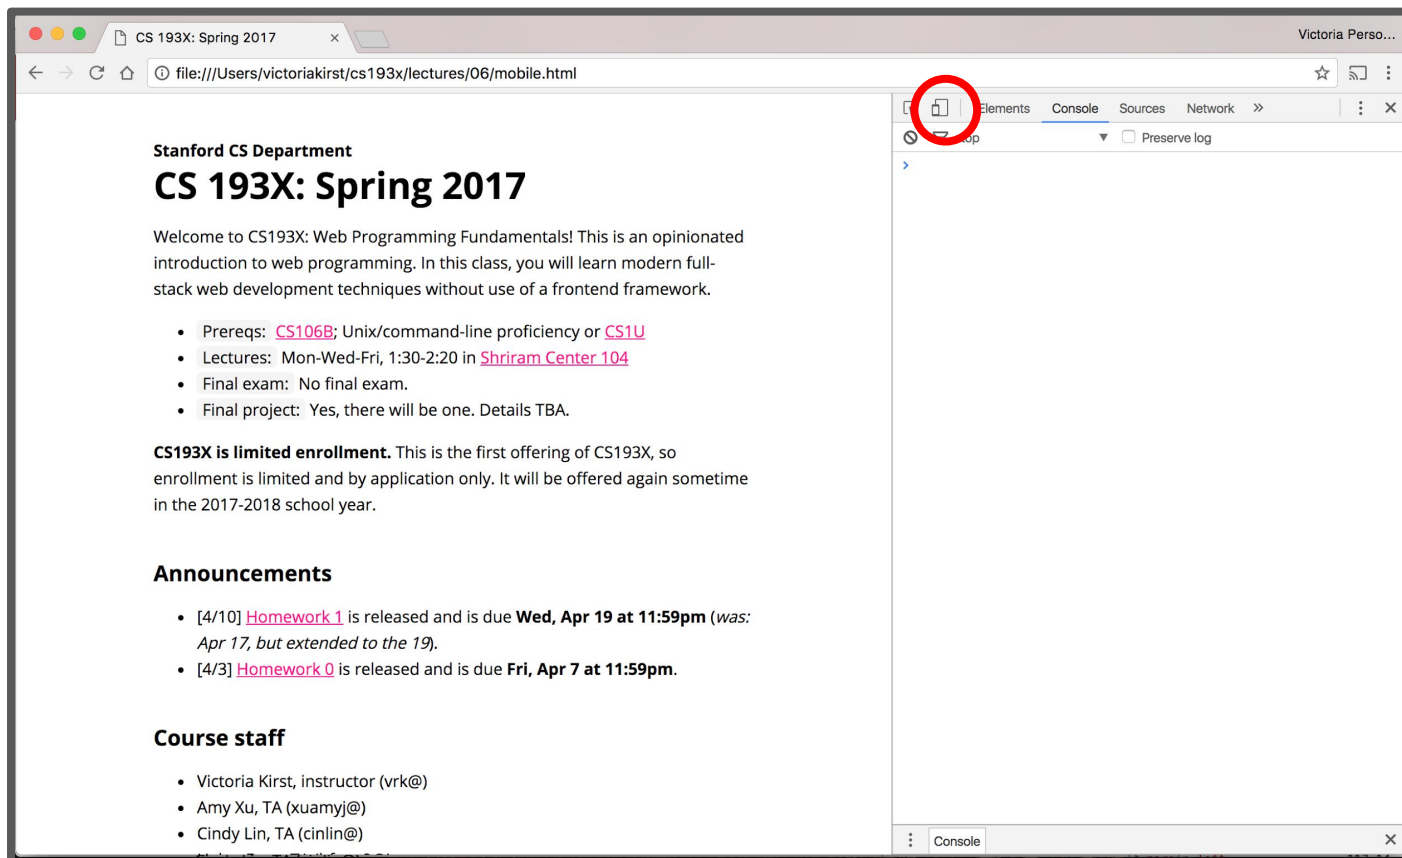 CS 193X: Spring 2017
Victoria Perso...
file:///Users/victoriakirst/cs193x/lectures/06/mobile.html
Elements Console Sources Network
Preserve log
Stanford CS Department
CS 193X: Spring 2017
Welcome to CS193X: Web Programming Fundamentals! This is an opinionated
introduction to web programming. In this class, you will learn modern full-
stack web development techniques without use of a frontend framework.
• Prereqs: CS106B; Unix/command-line proficiency or CS1U
• Lectures: Mon-Wed-Fri, 1:30-2:20 in Shriram Center 104
• Final exam: No final exam.
• Final project: Yes, there will be one. Details TBA.
CS193X is limited enrollment. This is the first offering of CS193X, so
enrollment is limited and by application only. It will be offered again sometime
in the 2017-2018 school year.
Announcements
• [4/10] Homework 1 is released and is due Wed, Apr 19 at 11:59pm (was:
Apr 17, but extended to the 19).
• [4/3] Homework 0 is released and is due Fri, Apr 7 at 11:59pm.
Course staff
• Victoria Kirst, instructor (vrk@)
• Amy Xu, TA (xuamyj@)
• Cindy Lin, TA (cinlin@)
Console